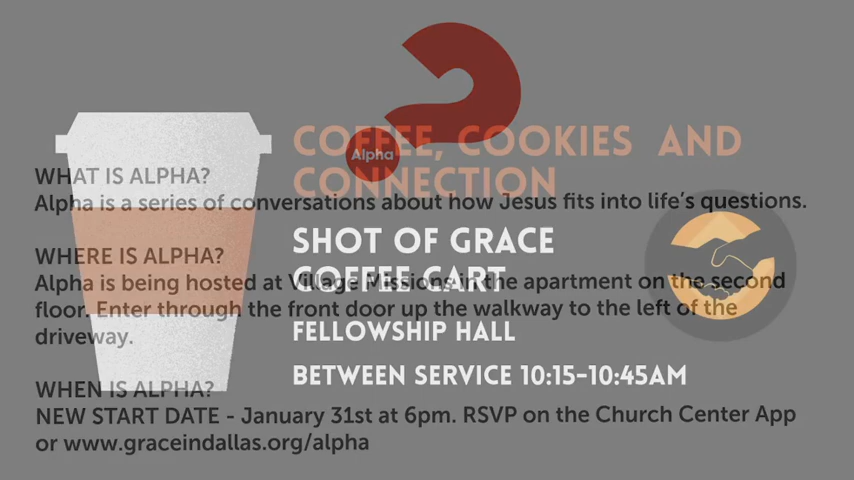 Alpha
COFFEE, COOKIES AND
CONNECTION
WHAT IS ALPHA?
Alpha is a series of conversations about how Jesus fits into life's questions.
SHOT OF GRACE
COFFEE CART
WHERE IS ALPHA?
Alpha is being hosted at Village Missions in the apartment on the second
floor. Enter through the front door up the walkway to the left of the
driveway.
FELLOWSHIP HALL
BETWEEN SERVICE 10:15-10:45AM
WHEN IS ALPHA?
NEW START DATE - January 31st at 6pm. RSVP on the Church Center App
or www.graceindallas.org/alpha